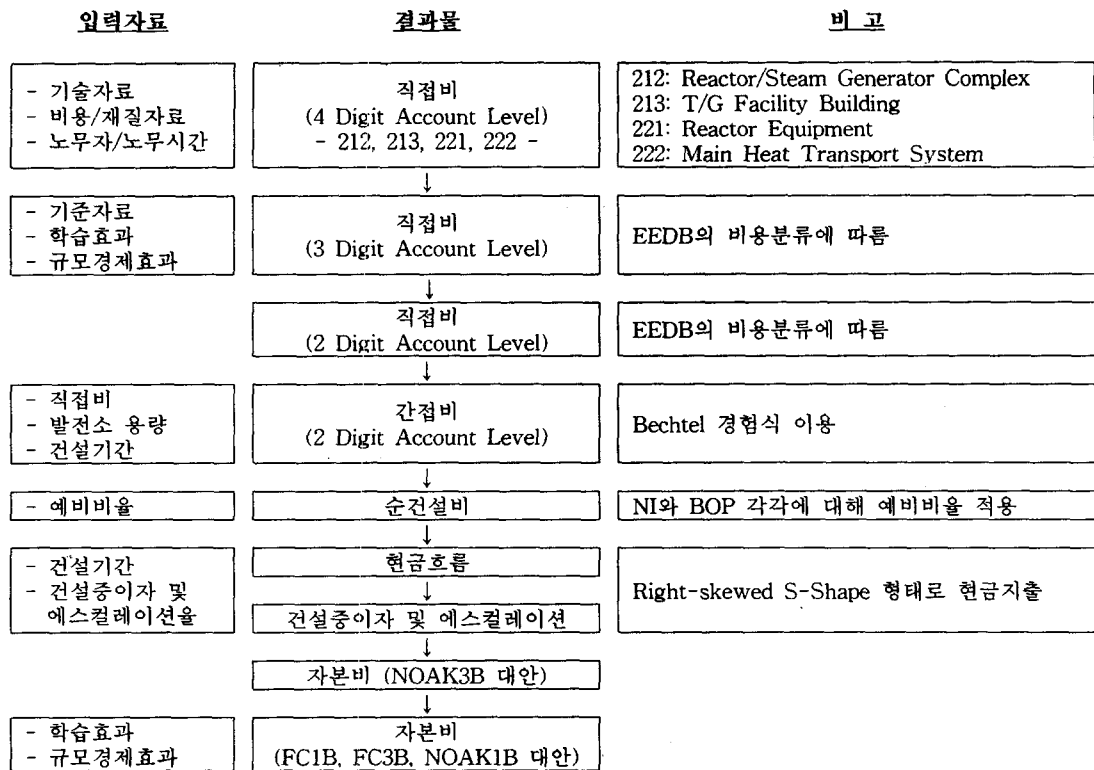 입력자료
결과물
비 고
- 기술자료
- 비용/재질자료
- 노무자/노무시간
직접비
(4 Digit Account Level)
- 212, 213, 221, 222 -
212: Reactor/Steam Generator Complex
213: T/G Facility Building
221: Reactor Equipment
222: Main Heat Transport System
↓
- 기준자료
- 학습효과
- 규모경제효과
직접비
(3 Digit Account Level)
EEDB의 비용분류에 따름
↓
직접비
(2 Digit Account Level)
EEDB의 비용분류에 따름
↓
- 직접비
- 발전소 용량
- 건설기간
간접비
(2 Digit Account Level)
Bechtel 경험식 이용
↓
- 예비비율
순건설비
NI와 BOP 각각에 대해 예비비율 적용
↓
- 건설기간
- 건설중이자 및
에스컬레이션율
현금흐름
↓
건설중이자 및 에스컬레이션
Right-skewed S-Shape 형태로 현금지출
↓
자본비 (NOAK3B 대안)
↓
- 학습효과
- 규모경제효과
자본비
(FC1B, FC3B, NOAK1B 대안)